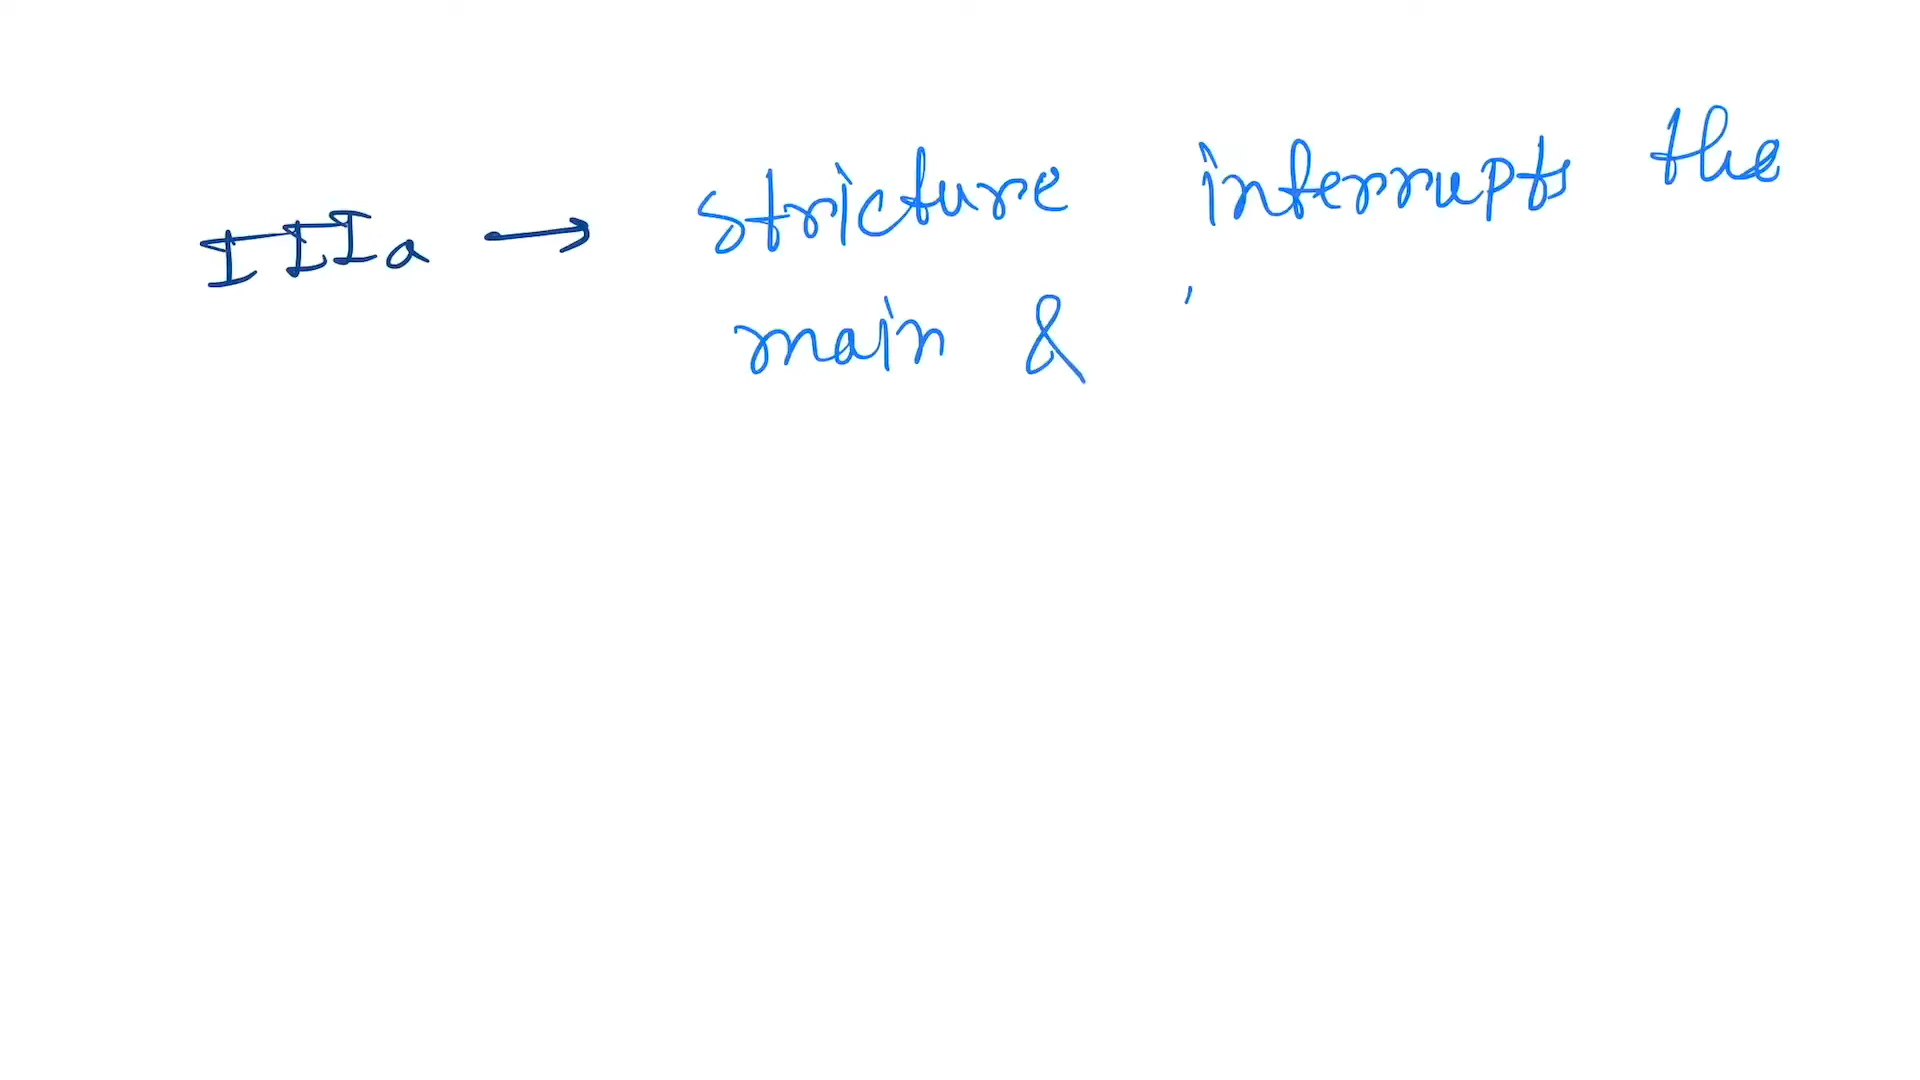 IIIa → stricture interrupts the
main &